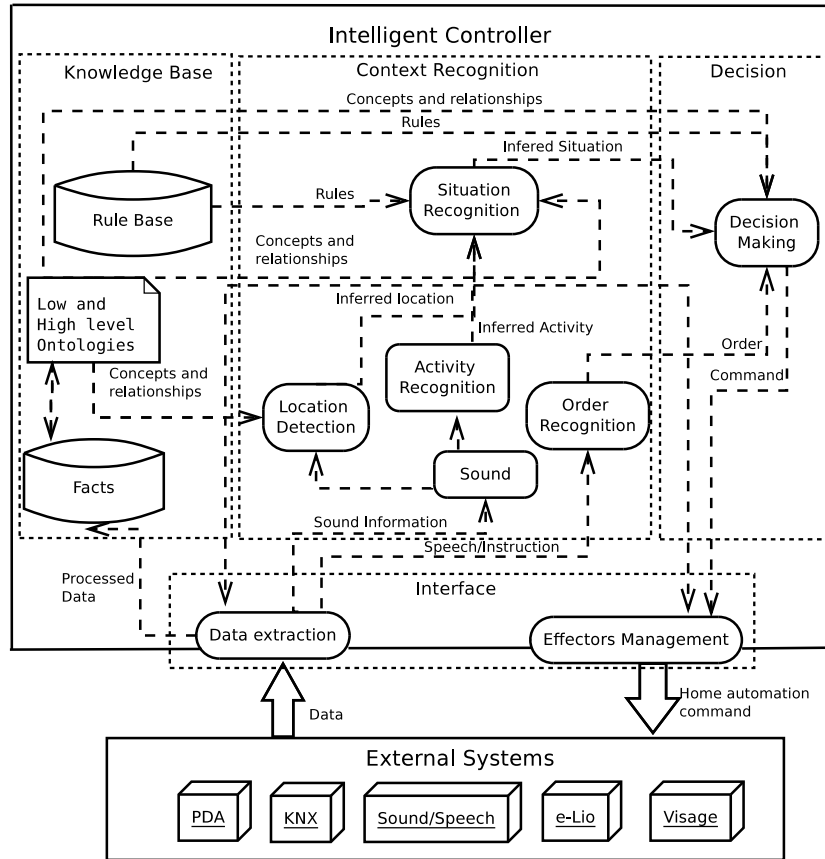 Intelligent Controller
Knowledge Base
Context Recognition
Decision
Concepts and relationships
Rules
Infered Situation
Rule Base
Rules
Situation
Recognition
Decision
Making
Concepts and
relationships
Low and
High level
Ontologies
Inferred location
Inferred Activity
Concepts and
relationships
Activity
Recognition
Order
Command
Location
Detection
Order
Recognition
Facts
Sound
Sound Information
Speech/Instruction
Processed
Data
Interface
Data extraction
Effectors Management
Data
Home automation
command
External Systems
PDA
KNX
Sound/Speech
e-Lio
Visage